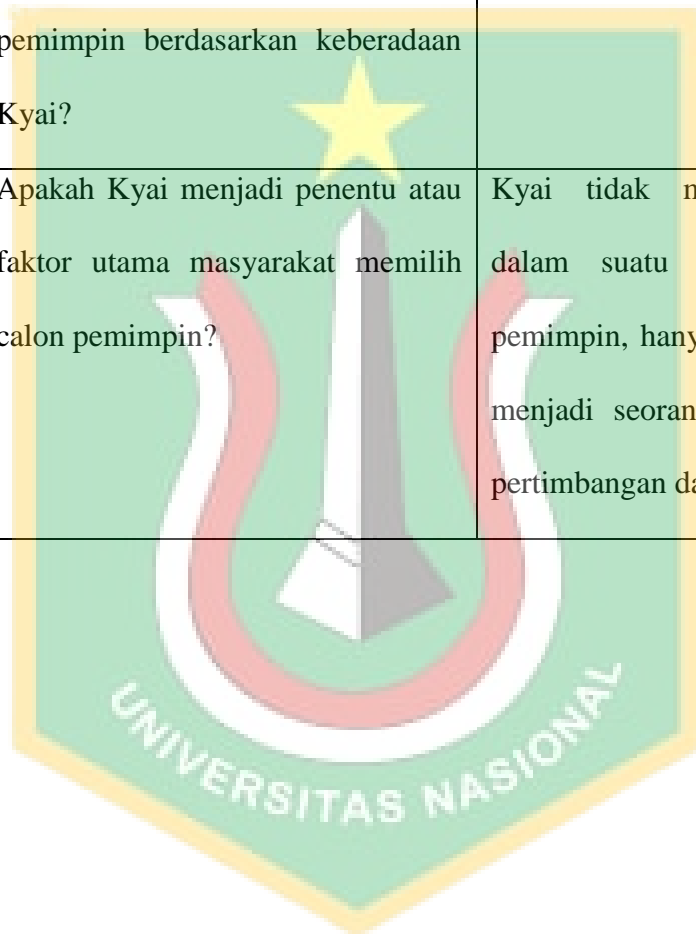 pemimpin berdasarkan keberadaan
Kyai?
Apakah Kyai menjadi penentu atau
faktor utama masyarakat memilih
calon pemimpin?
Kyai tidak
dalam suatu
pemimpin,
menjadi
pertimbangan
UNIVERSITAS NASIONAL